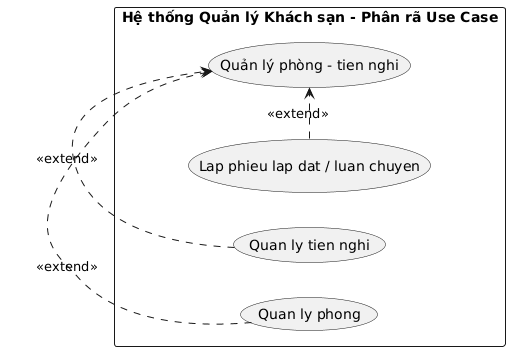 Hệ thống Quản lý Khách sạn - Phân rã Use Case
Quản lý phòng - tien nghi
«extend»
Lap phieu lap dat / luan chuyen
«extend»
Quan ly tien nghi
«extend»
Quan ly phong